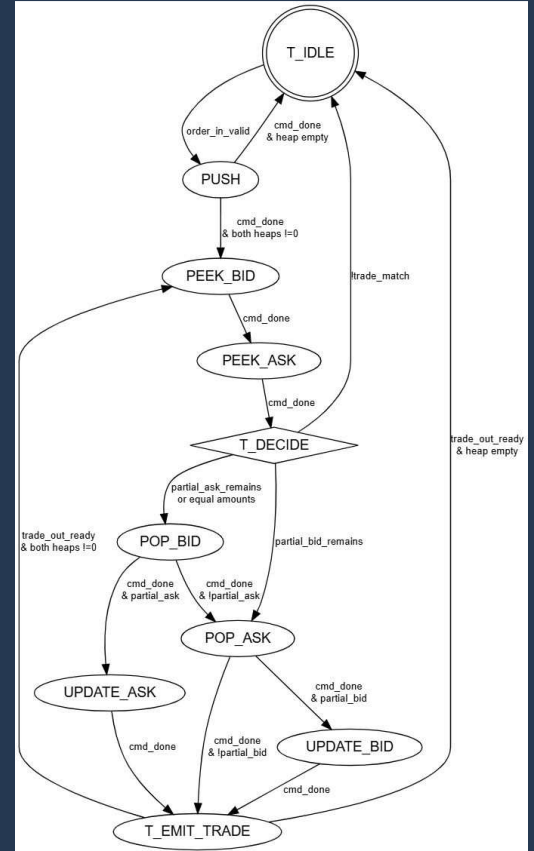 T_IDLE
order_in_valid
cmd_done
& heap empty
PUSH
cmd_done
& both heaps !=0
PEEK_BID
!trade_match
cmd_done
PEEK_ASK
cmd_done
T_DECIDE
trade_out_ready
& heap empty
partial_ask_remains
or equal amounts
trade_out_ready
& both heaps !=0
POP_BID
partial_bid_remains
cmd_done
& partial_ask
cmd_done
& !partial_ask
POP_ASK
UPDATE_ASK
cmd_done
& partial_bid
cmd_done
cmd_done
& !partial_bid
UPDATE_BID
cmd_done
T_EMIT_TRADE